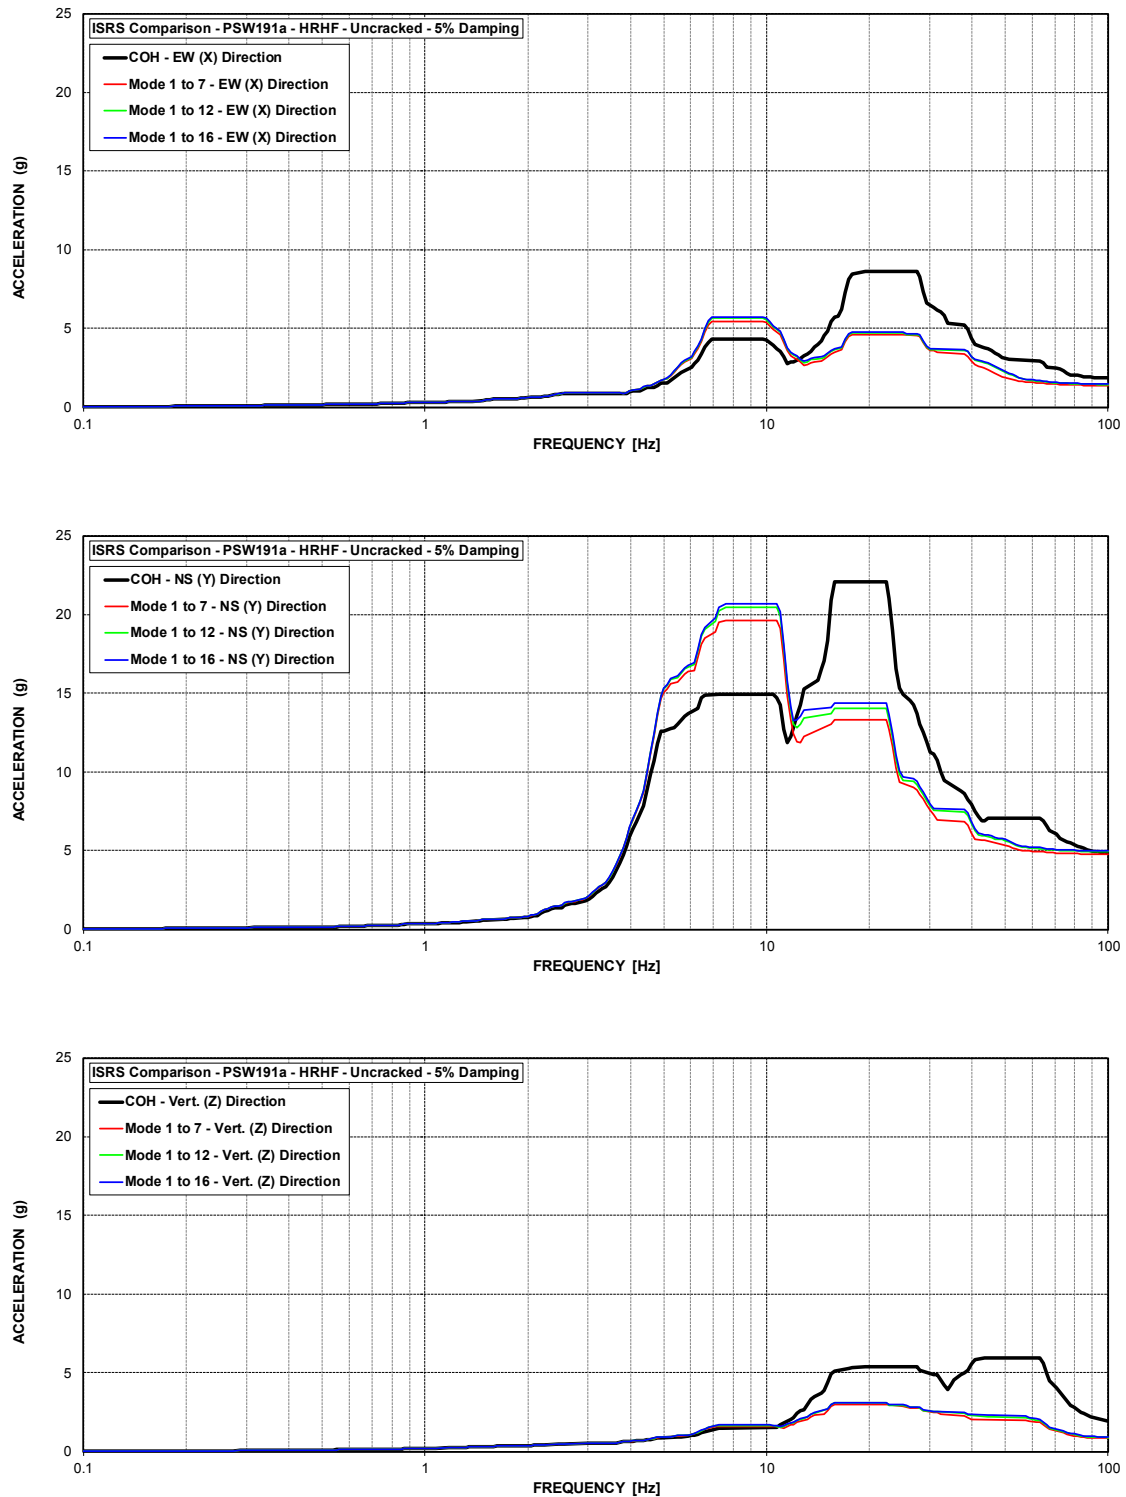 ISRS Comparison - PSW191a - HRHF - Uncracked - 5% Damping
COH - EW (X) Direction
Mode 1 to 7 - EW (X) Direction
Mode 1 to 12 - EW (X) Direction
Mode 1 to 16 - EW (X) Direction
ACCELERATION (g)
25
20
15
10
5
0
0.1
1
10
100
FREQUENCY [Hz]
ISRS Comparison - PSW191a - HRHF - Uncracked - 5% Damping
COH - NS (Y) Direction
Mode 1 to 7 - NS (Y) Direction
Mode 1 to 12 - NS (Y) Direction
Mode 1 to 16 - NS (Y) Direction
ACCELERATION (g)
25
20
15
10
5
0
0.1
1
10
100
FREQUENCY [Hz]
ISRS Comparison - PSW191a - HRHF - Uncracked - 5% Damping
COH - Vert. (Z) Direction
Mode 1 to 7 - Vert. (Z) Direction
Mode 1 to 12 - Vert. (Z) Direction
Mode 1 to 16 - Vert. (Z) Direction
ACCELERATION (g)
25
20
15
10
5
0
0.1
1
10
100
FREQUENCY [Hz]